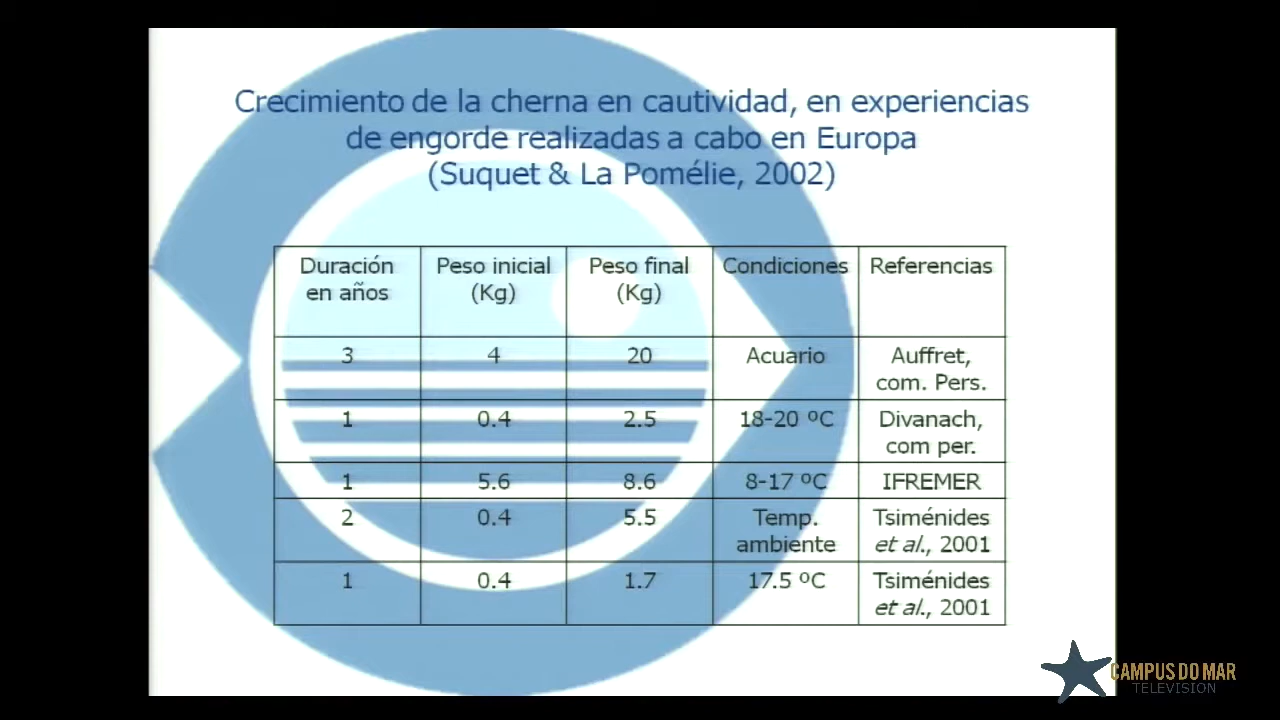 Crecimiento de la cherna en cautividad, en experiencias
de engorde realizadas a cabo en Europa
(Suquet & La Pomélie, 2002)
Duración en años Peso inicial (Kg) Peso final (Kg) Condiciones Referencias
3 4 20 Acuario Auffret, com. Pers.
1 0.4 2.5 18-20 ºC Divanach, com per.
1 5.6 8.6 8-17 ºC IFREMER
2 0.4 5.5 Temp. ambiente Tsiménides et al., 2001
1 0.4 1.7 17.5 ºC Tsiménides et al., 2001
CAMPUS DO MAR
TELEVISION